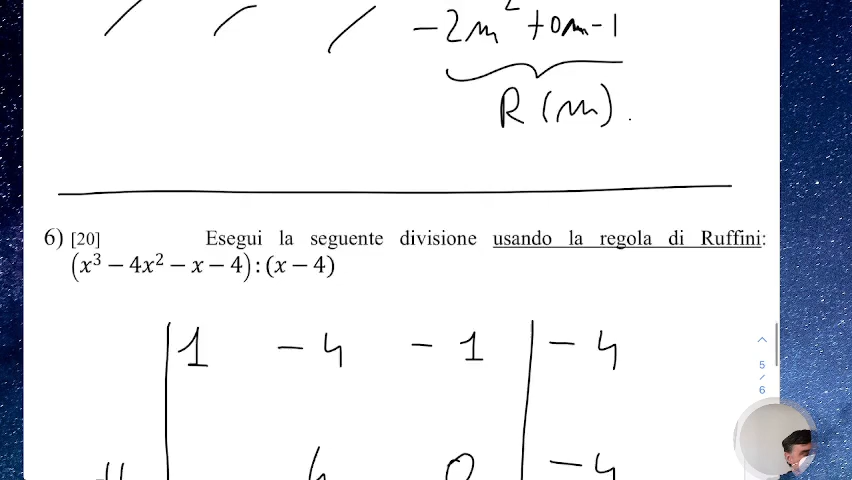 -2m² + 0m - 1
R(m).
6) [20] Esegui la seguente divisione usando la regola di Ruffini:
(x³ − 4x² − x − 4) : (x − 4)
1 - 4 - 1 - 4
0 - 4
5
/
6